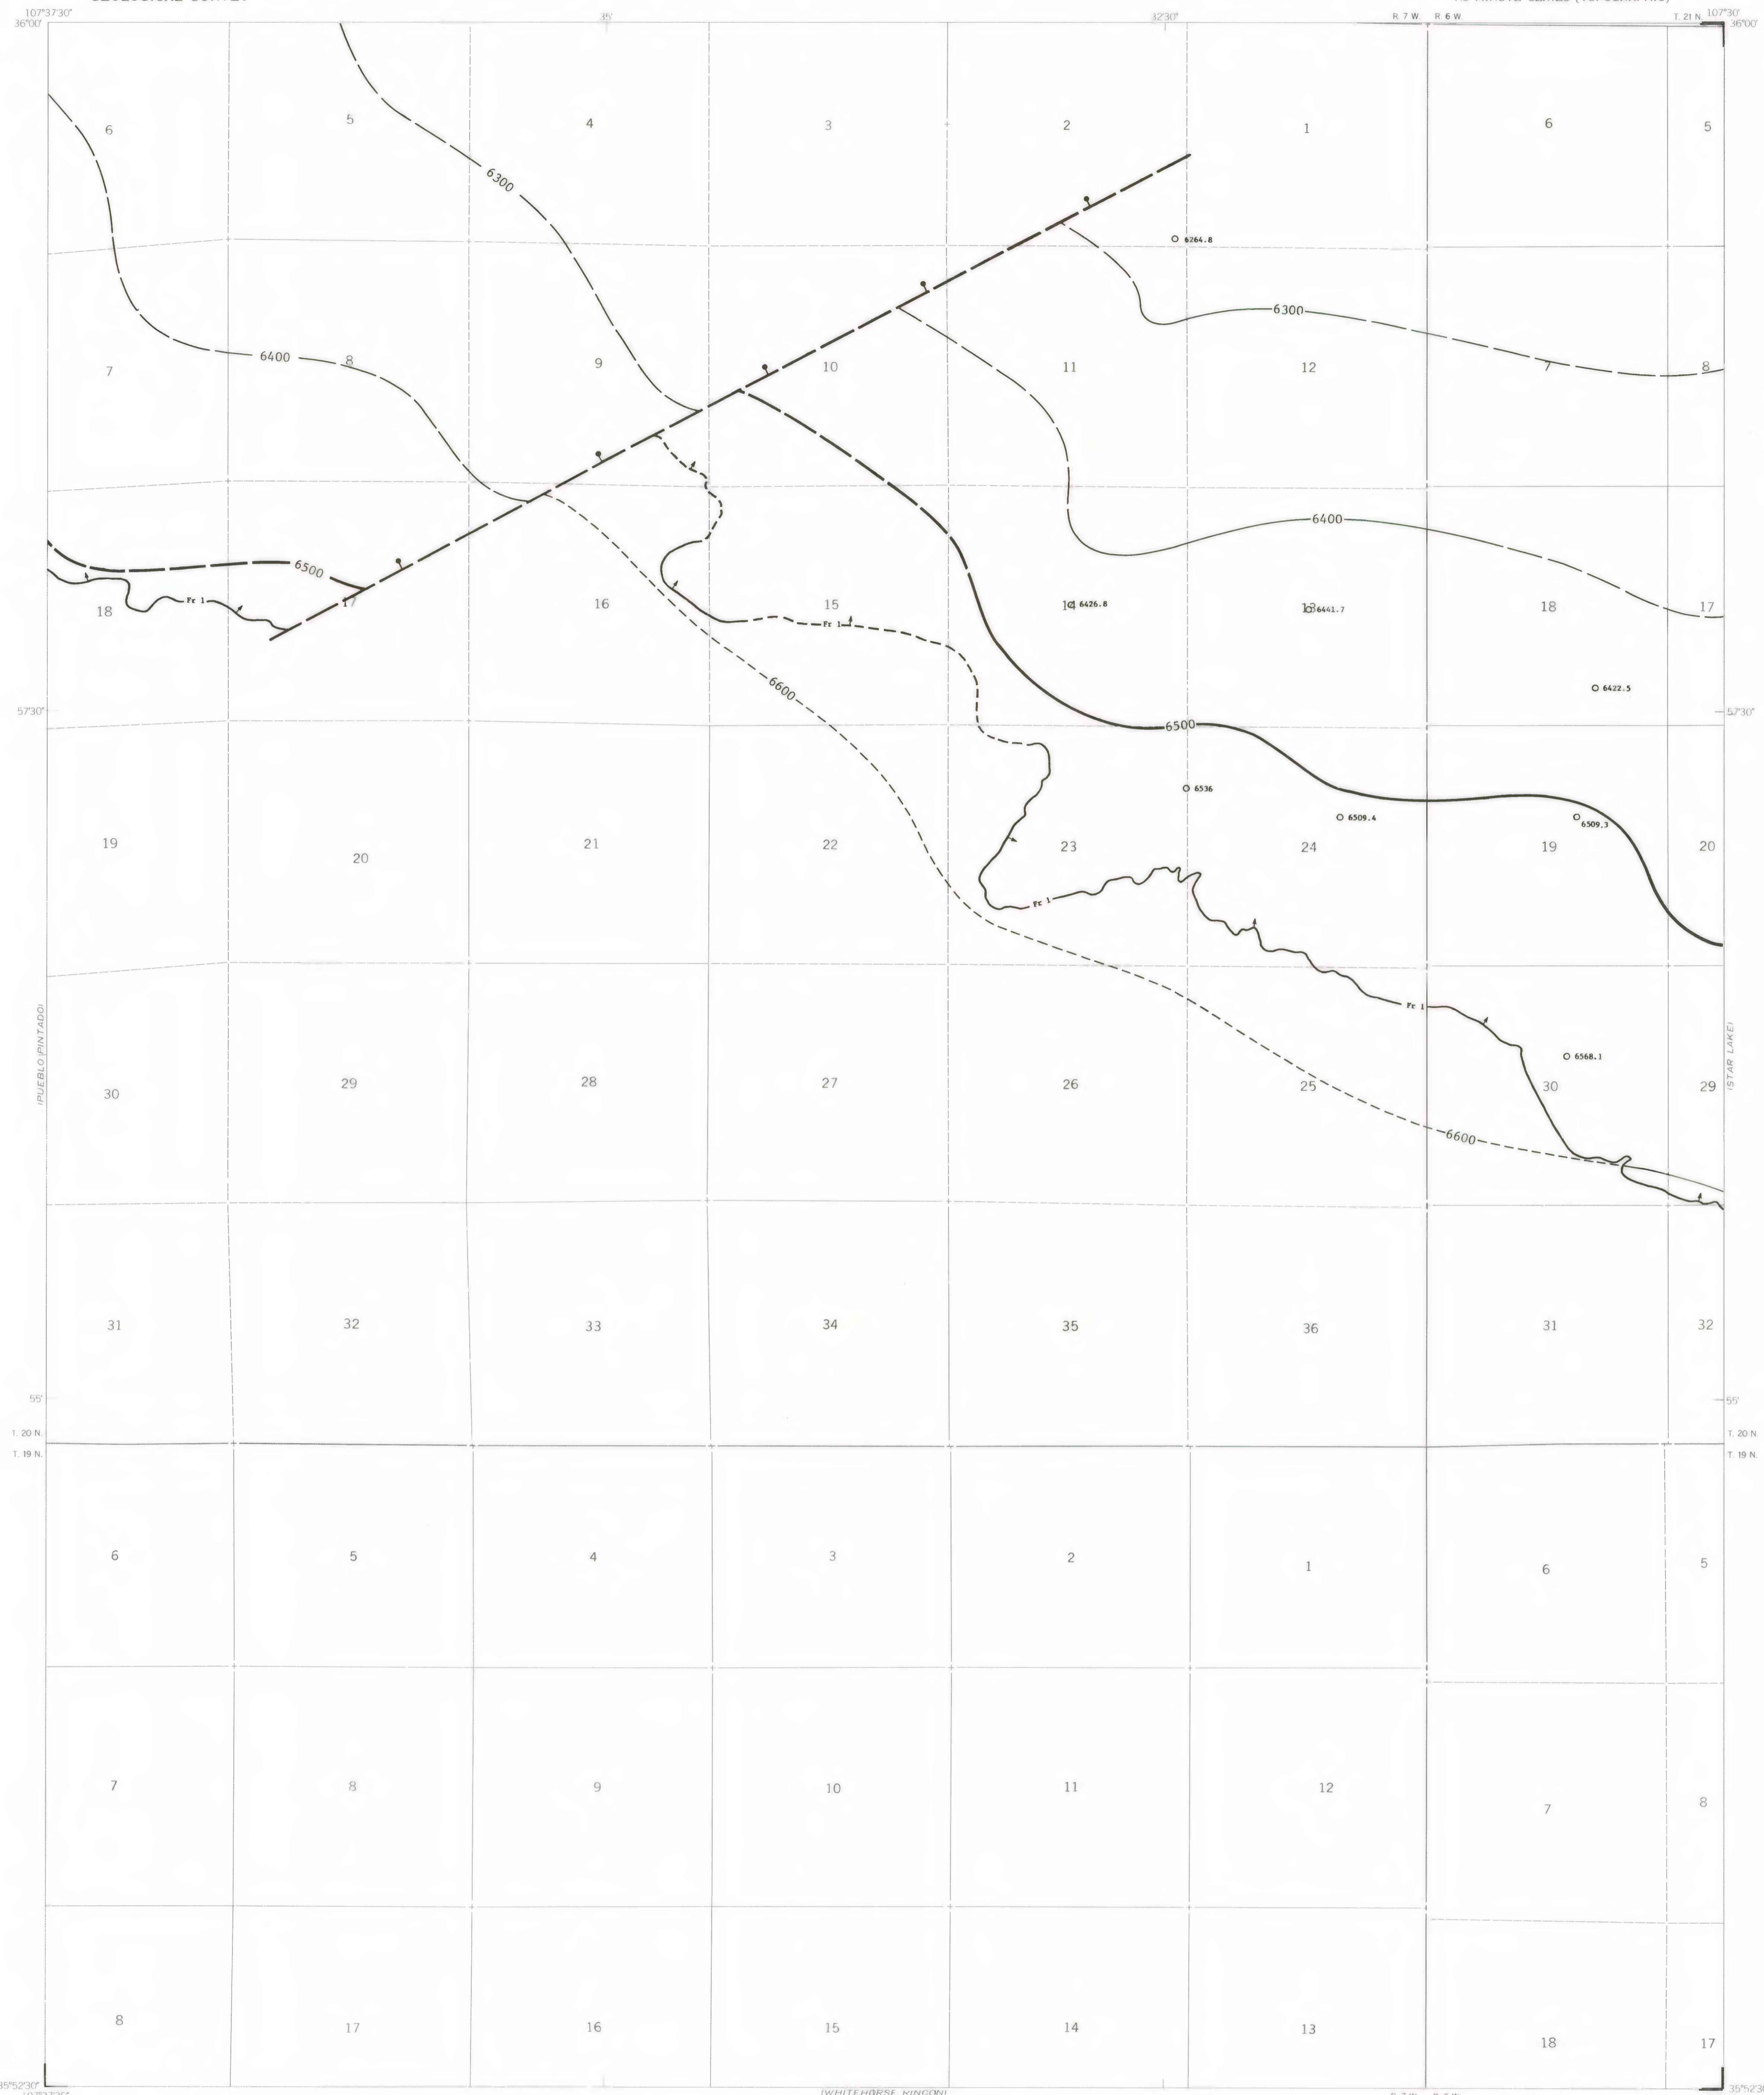 107°37'30" 35' 32'30" R. 7 W. R. 6 W. T. 21 N. 107°30'
36°00' 36°00'
6 5 4 3 2 1 6 5
6300
6264.8
6300
7 6400 8 9 10 11 12 7 8
6400
6500
18 Fr 1 17 16 15 14 6426.8 13 6441.7 18 17
Fr 1
6600 6422.5
57'30" 57'30"
6500
6536
6509.4 6509.3
19 20 21 22 23 24 19 20
Fr 1
Fr 1
(PUEBLO PINTADO) (STAR LAKE)
6568.1
30 29 28 27 26 25 30 29
6600
31 32 33 34 35 36 31 32
55' 55'
T. 20 N. T. 20 N.
T. 19 N. T. 19 N.
6 5 4 3 2 1 6 5
7 8 9 10 11 12 7 8
8 17 16 15 14 13 18 17
35°52'30"